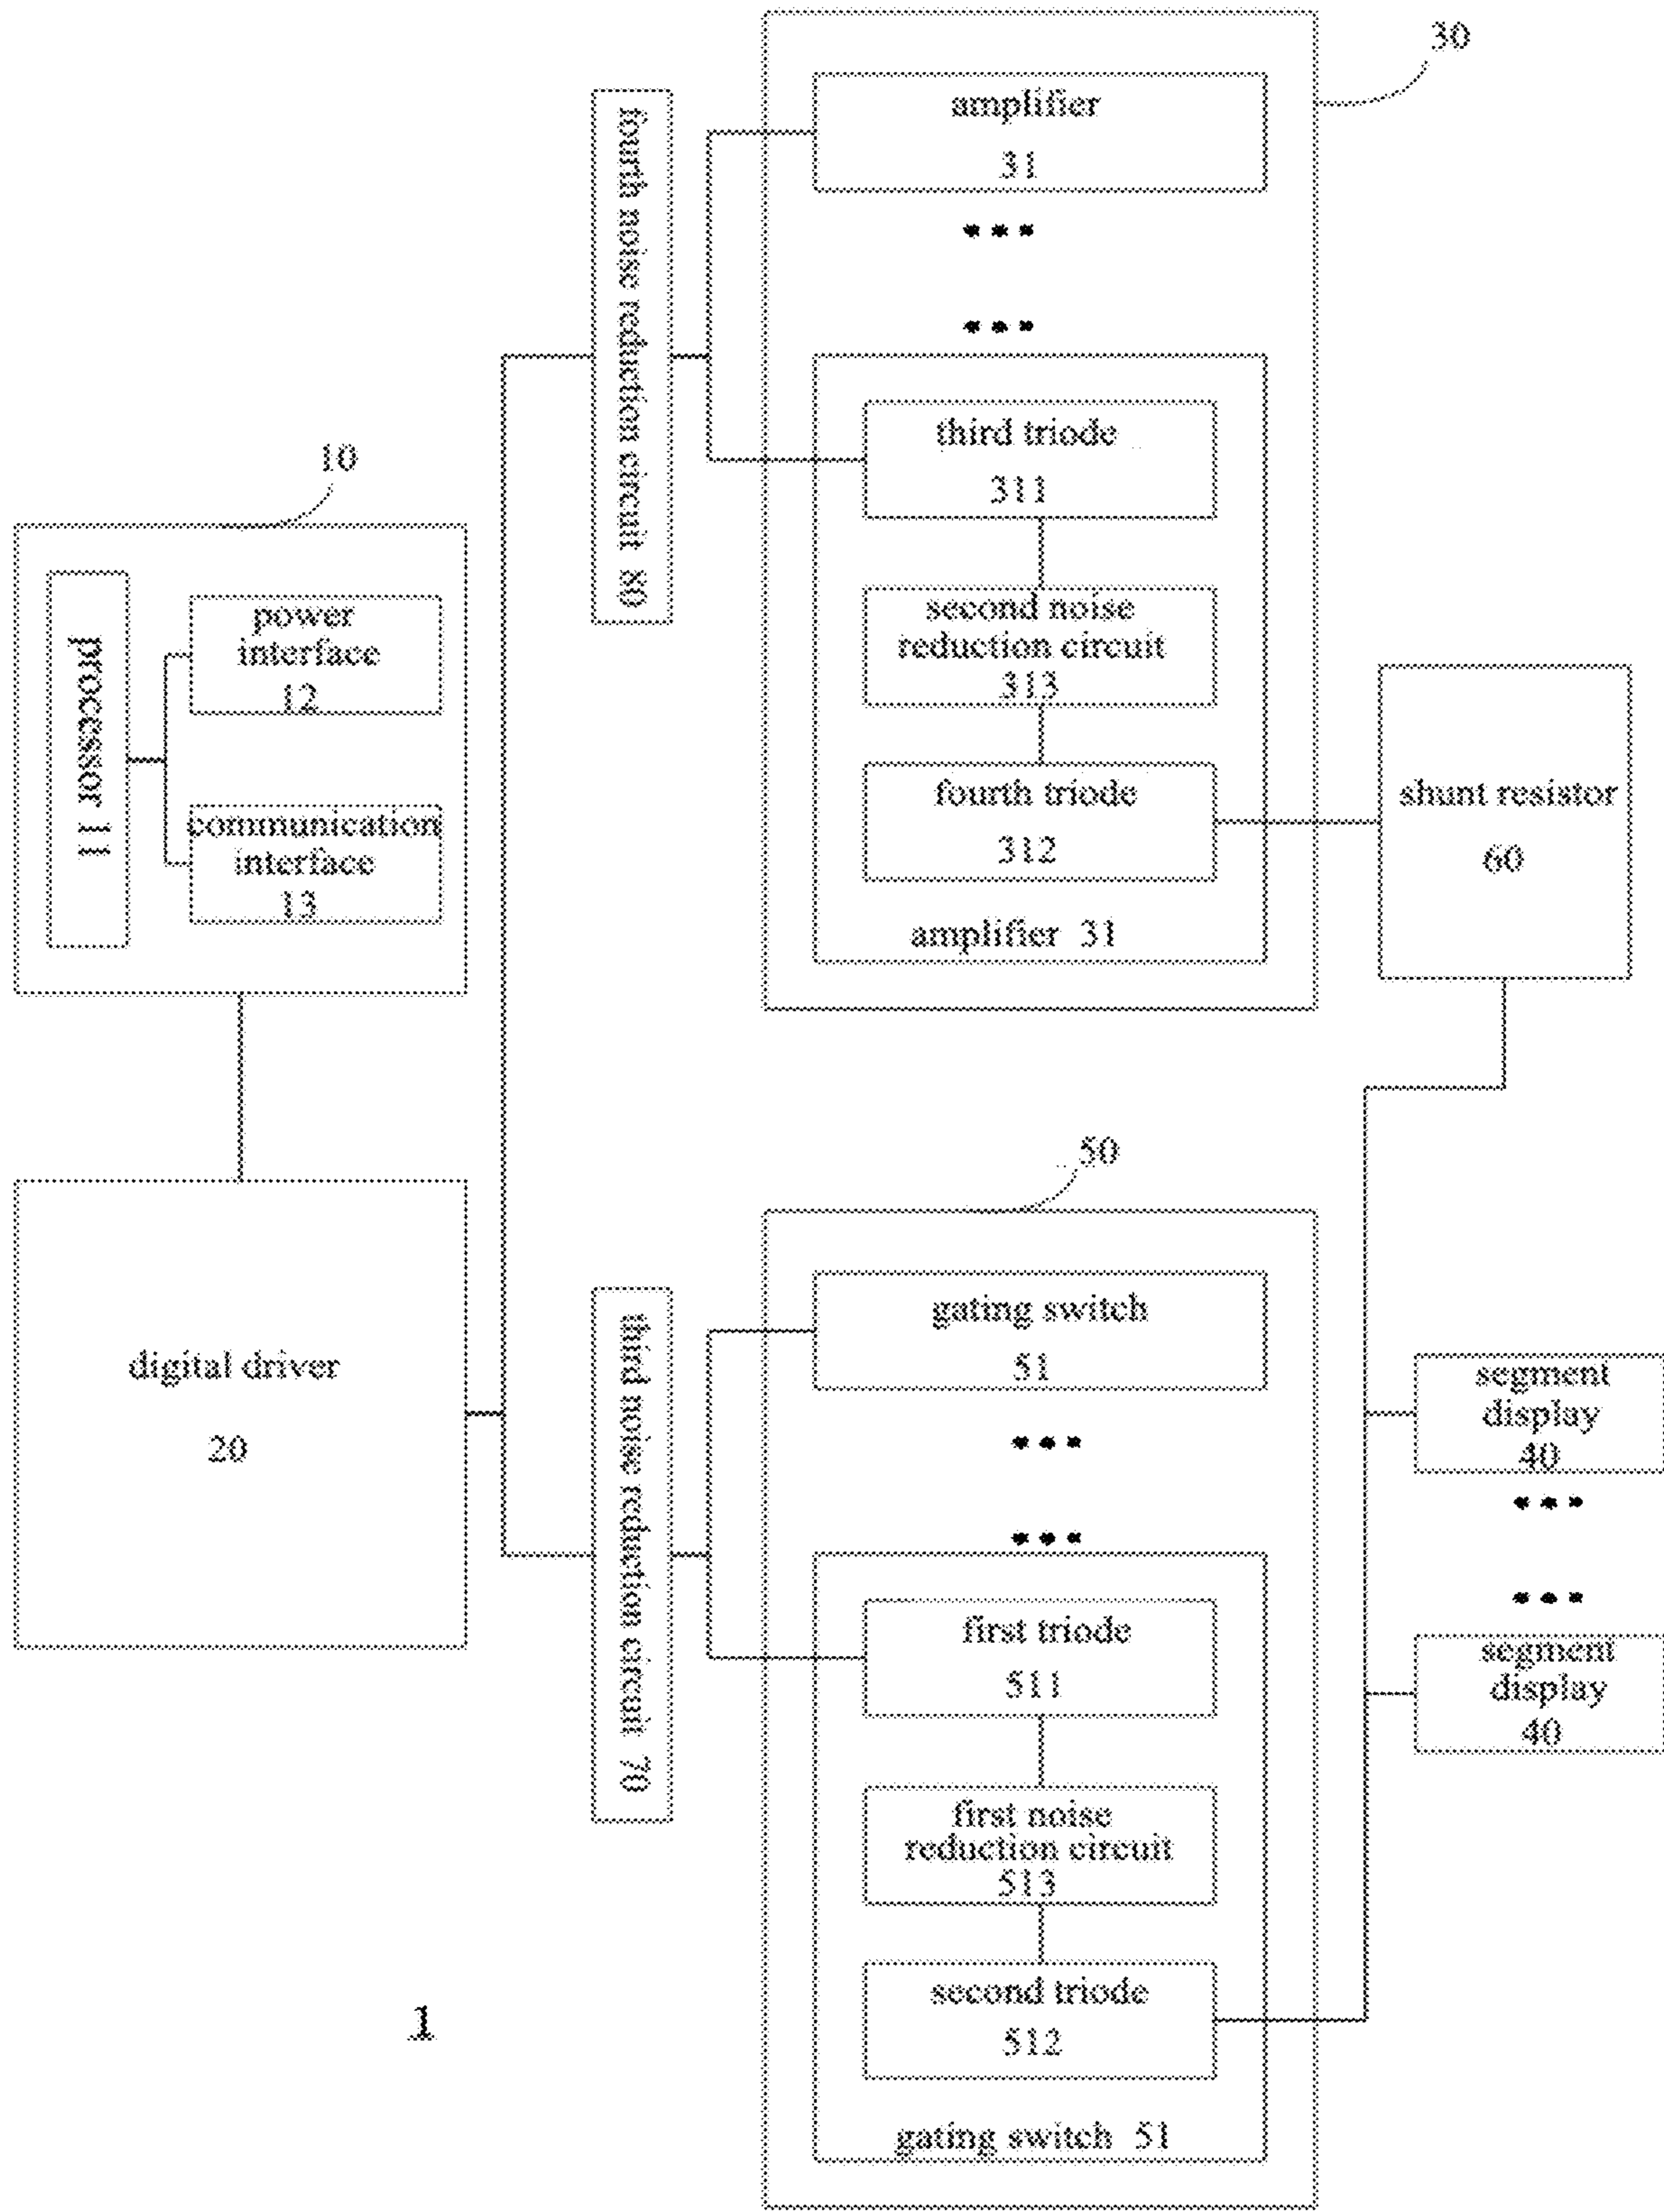 30
amplifier
31
...
...
fourth noise reduction circuit 80
third triode
311
second noise
reduction circuit
313
fourth triode
312
amplifier 31
10
processor 11
power
interface
12
communication
interface
13
shunt resistor
60
digital driver
20
50
third noise reduction circuit 70
gating switch
51
...
...
first triode
511
first noise
reduction circuit
513
second triode
512
gating switch 51
segment
display
40
...
...
segment
display
40
1